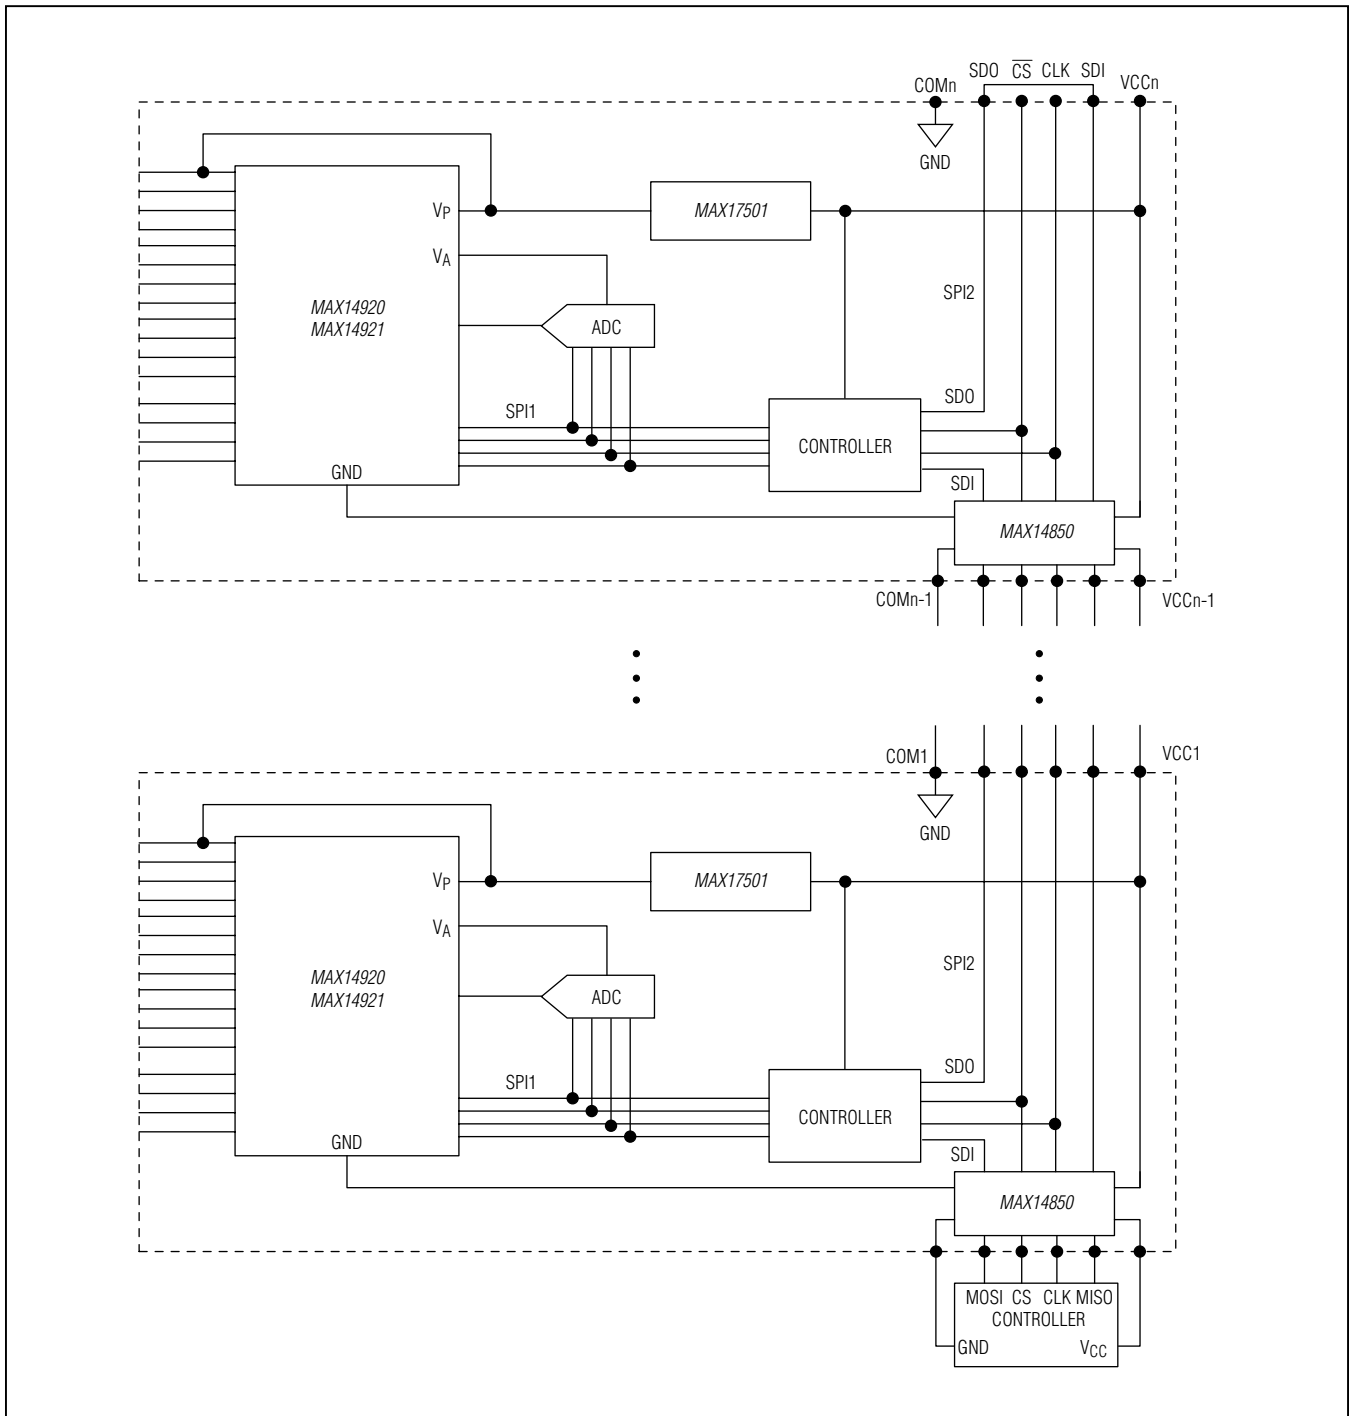 COMn SDO CS CLK SDI VCCn
GND
VP
MAX17501
VA
SPI2
MAX14920
MAX14921
ADC
SDO
SPI1
CONTROLLER
GND
SDI
MAX14850
COMn-1 VCCn-1
COM1 VCC1
GND
VP
MAX17501
VA
SPI2
MAX14920
MAX14921
ADC
SDO
SPI1
CONTROLLER
GND
SDI
MAX14850
MOSI CS CLK MISO
CONTROLLER
GND VCC